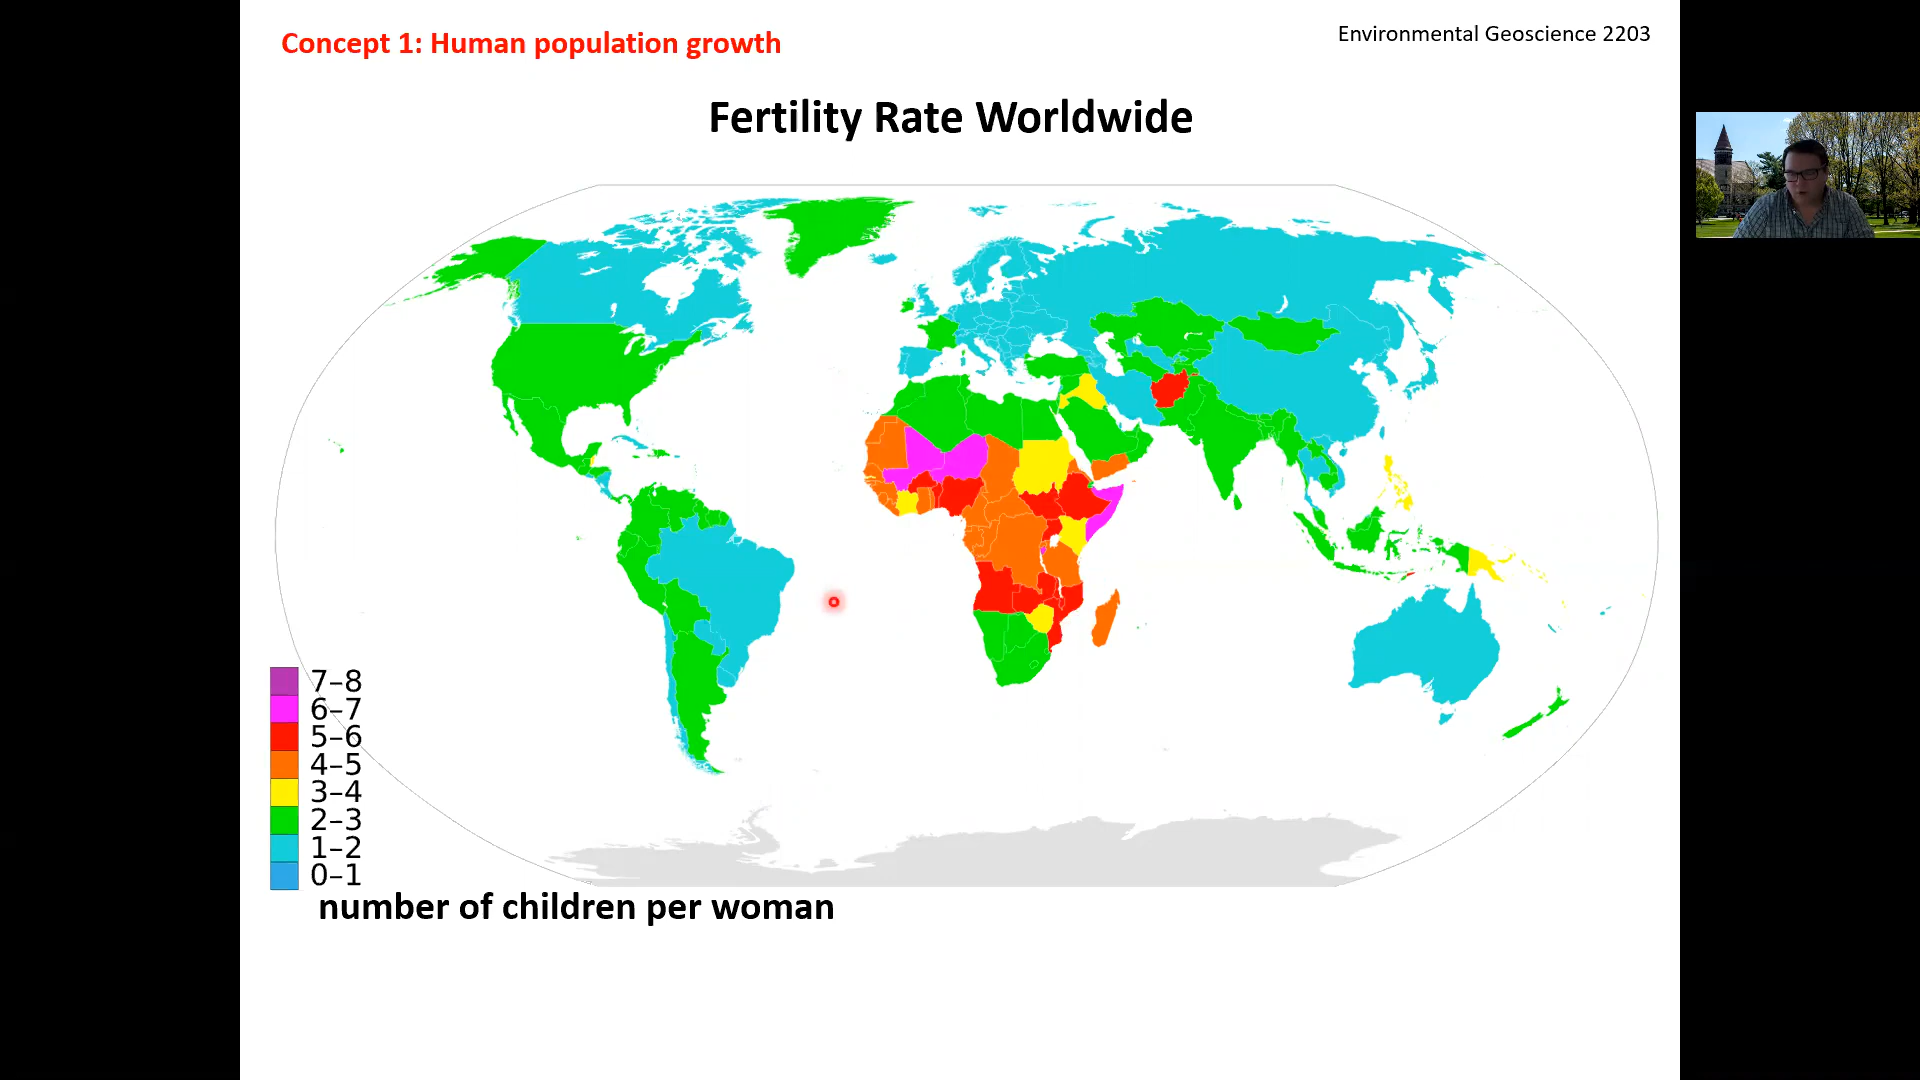 Concept 1: Human population growth
Environmental Geoscience 2203
Fertility Rate Worldwide
7–8
6–7
5–6
4–5
3–4
2–3
1–2
0–1
number of children per woman